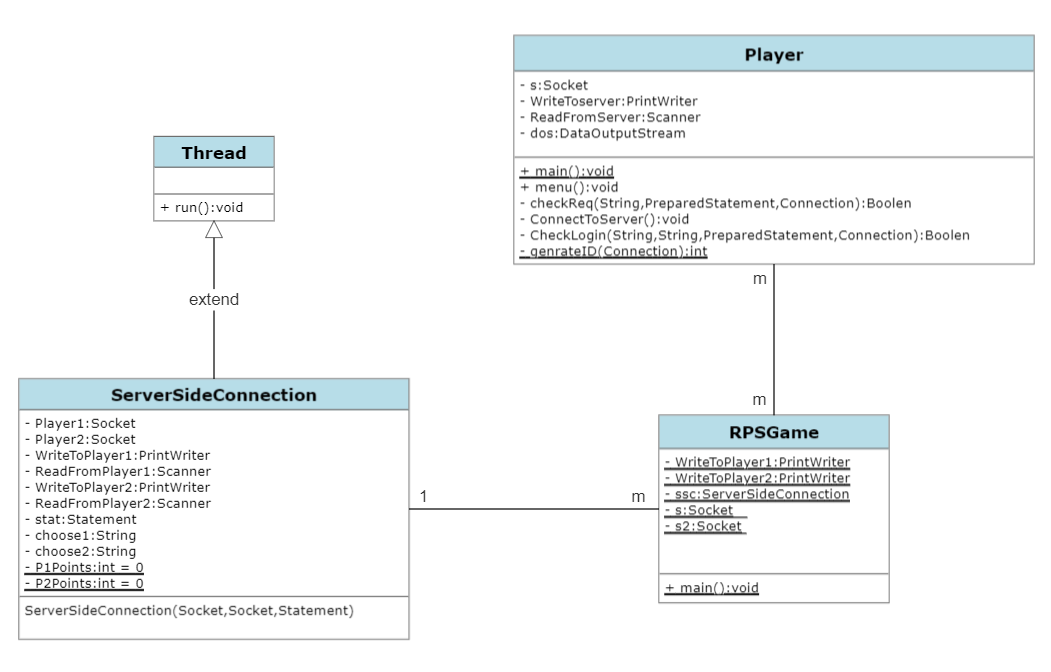 Player
- s:Socket
- WriteToserver:PrintWriter
- ReadFromServer:Scanner
- dos:DataOutputStream
+ main():void
+ menu():void
- checkReq(String,PreparedStatement,Connection):Boolen
- ConnectToServer():void
- CheckLogin(String,String,PreparedStatement,Connection):Boolen
- genrateID(Connection):int
Thread
+ run():void
extend
m
m
ServerSideConnection
- Player1:Socket
- Player2:Socket
- WriteToPlayer1:PrintWriter
- ReadFromPlayer1:Scanner
- WriteToPlayer2:PrintWriter
- ReadFromPlayer2:Scanner
- stat:Statement
- choose1:String
- choose2:String
- P1Points:int = 0
- P2Points:int = 0
ServerSideConnection(Socket,Socket,Statement)
1
m
RPSGame
- WriteToPlayer1:PrintWriter
- WriteToPlayer2:PrintWriter
- ssc:ServerSideConnection
- s:Socket
- s2:Socket
+ main():void